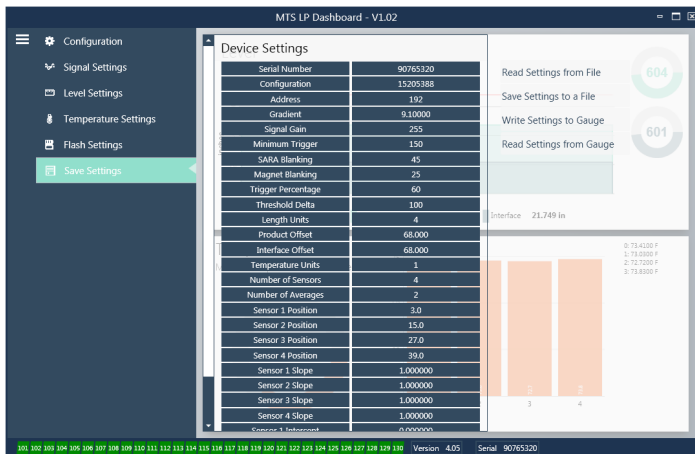 MTS LP Dashboard - V1.02
Configuration
Signal Settings
Level Settings
Temperature Settings
Flash Settings
Save Settings
Device Settings
Serial Number 90765320
Configuration 15205388
Address 192
Gradient 9.10000
Signal Gain 255
Minimum Trigger 150
SARA Blanking 45
Magnet Blanking 25
Trigger Percentage 60
Threshold Delta 100
Length Units 4
Product Offset 68.000
Interface Offset 68.000
Temperature Units 1
Number of Sensors 4
Number of Averages 2
Sensor 1 Position 3.0
Sensor 2 Position 15.0
Sensor 3 Position 27.0
Sensor 4 Position 39.0
Sensor 1 Slope 1.000000
Sensor 2 Slope 1.000000
Sensor 3 Slope 1.000000
Sensor 4 Slope 1.000000
Sensor 1 Intercept 0.000000
Read Settings from File
Save Settings to a File
Write Settings to Gauge
Read Settings from Gauge
604
601
Interface 21.749 in
0: 73.4100 F
1: 73.0300 F
2: 72.7200 F
3: 73.8300 F
3 4
101 102 103 104 105 106 107 108 109 110 111 112 113 114 115 116 117 118 119 120 121 122 123 124 125 126 127 128 129 130 Version 4.05 Serial 90765320